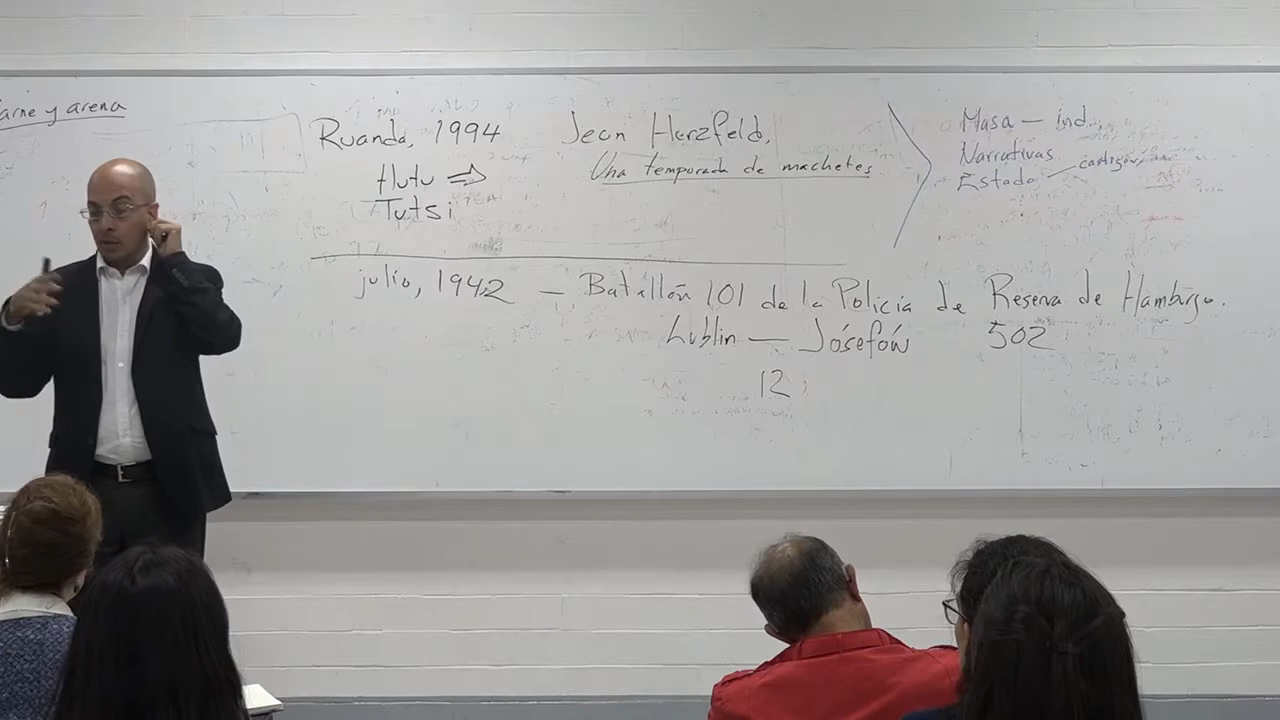 arne y arena
Ruanda, 1994
Hutu ⇒
Tutsi
Jean Herzfeld,
Una temporada de machetes
Masa — ind.
Narrativas
Estado — castigar
julio, 1942 — Batallón 101 de la Policía de Reserva de Hamburgo.
Lublin — Józefów 502
12